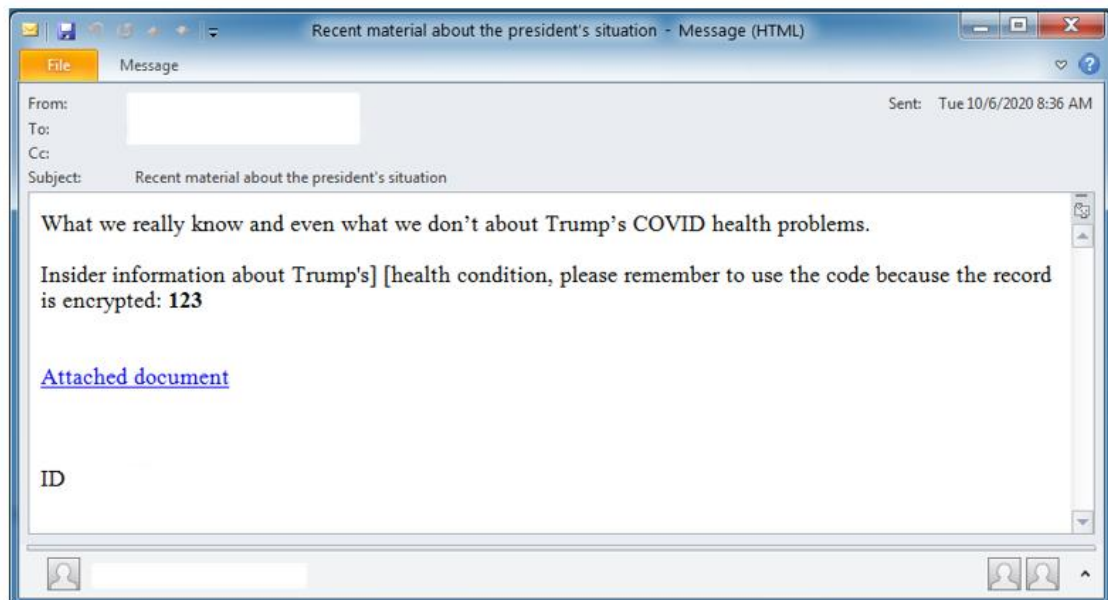 Recent material about the president's situation - Message (HTML)
File Message
From:
Sent: Tue 10/6/2020 8:36 AM
To:
Cc:
Subject: Recent material about the president's situation
What we really know and even what we don’t about Trump’s COVID health problems.
Insider information about Trump's] [health condition, please remember to use the code because the record
is encrypted: 123
Attached document
ID